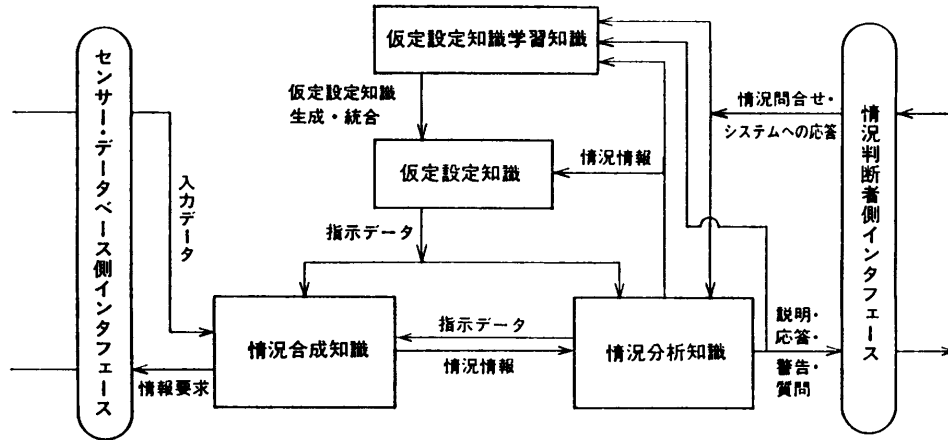 仮定設定知識学習知識
仮定設定知識
生成・統合
情況問合せ・
システムへの応答
仮定設定知識
情況情報
指示データ
センサー・データベース側インタフェース
入力データ
情況判断者側インタフェース
情況合成知識
指示データ
情況情報
情況分析知識
説明・
応答・
警告・
質問
情報要求